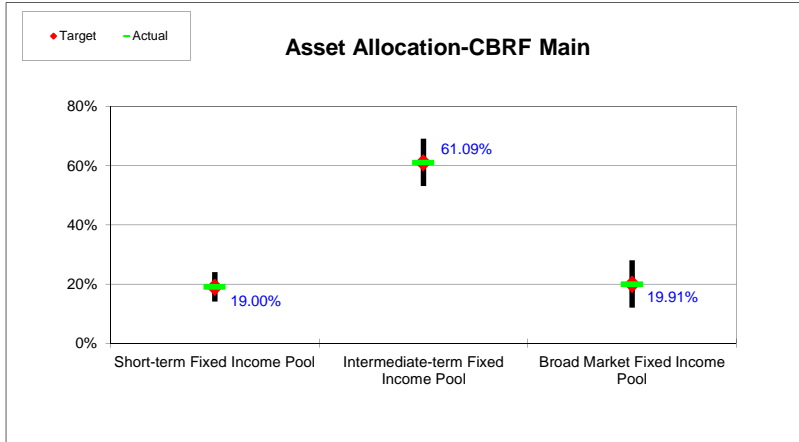 Target Actual
Asset Allocation-CBRF Main
80%
61.09%
60%
40%
20%
19.00%
19.91%
0%
Short-term Fixed Income Pool
Intermediate-term Fixed
Income Pool
Broad Market Fixed Income
Pool